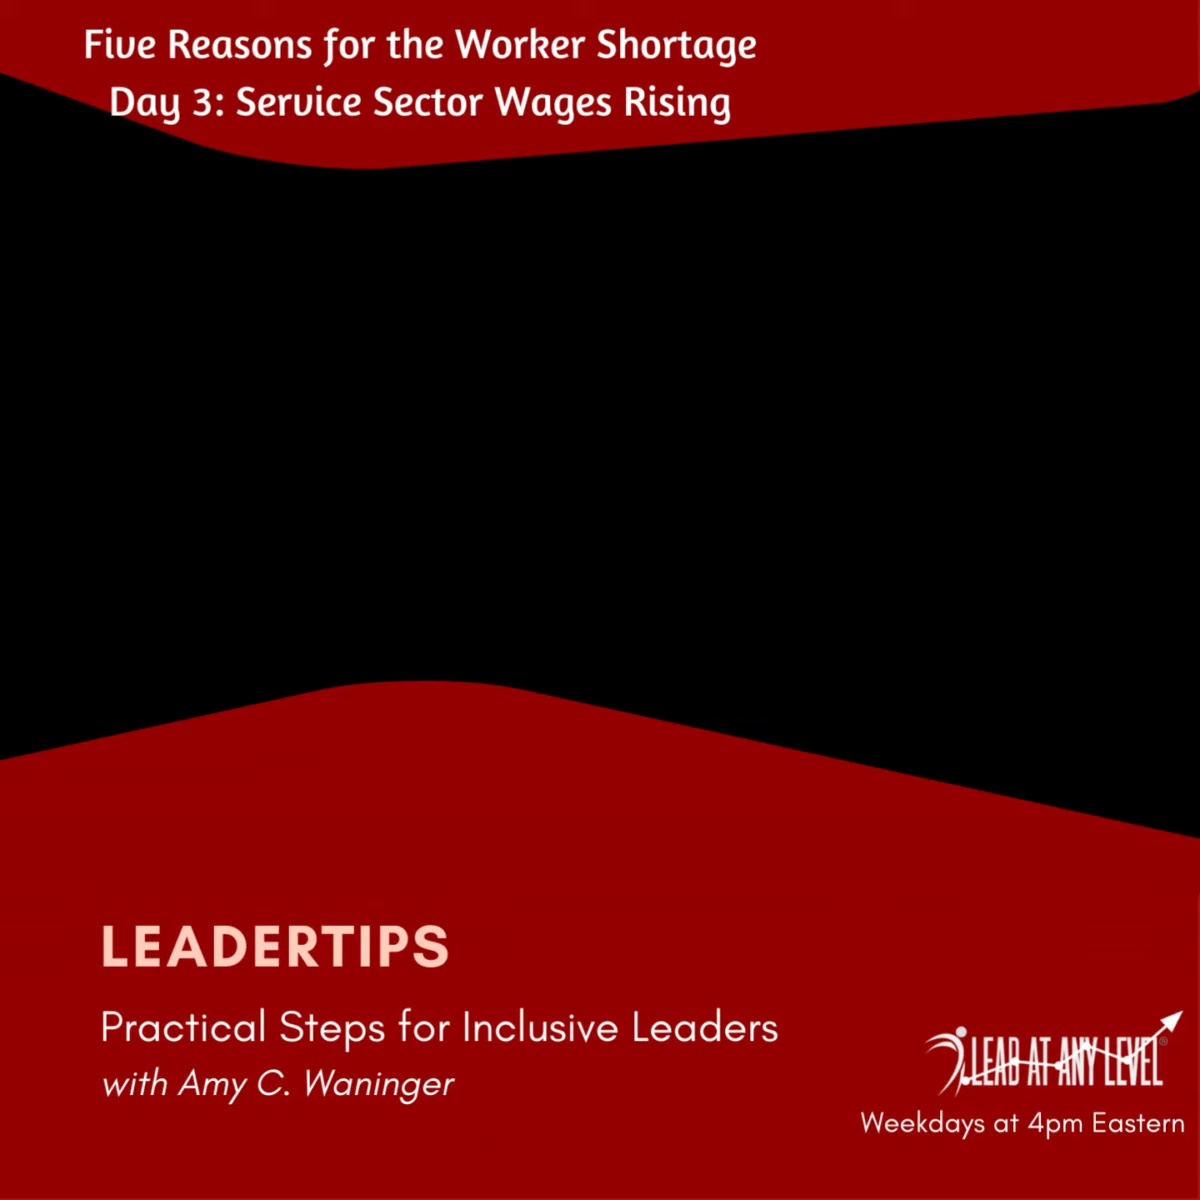 Five Reasons for the Worker Shortage
Day 3: Service Sector Wages Rising
LEADERTIPS
Practical Steps for Inclusive Leaders
with Amy C. Waninger
LEAD AT ANY LEVEL®
Weekdays at 4pm Eastern